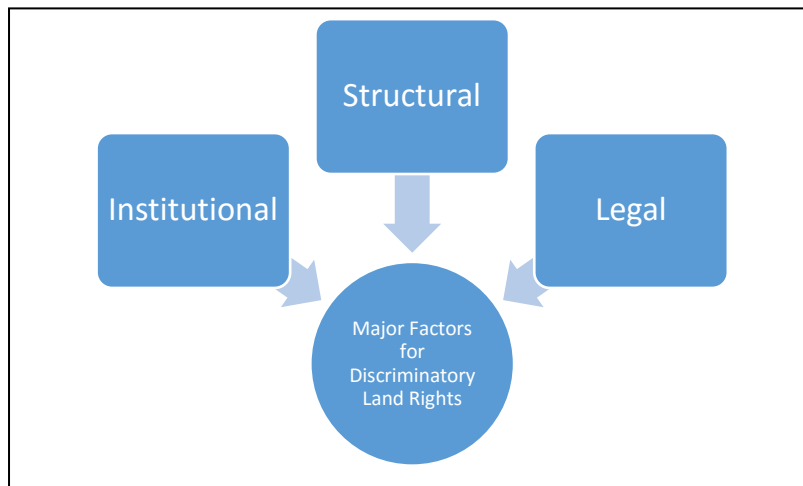 Structural
Institutional
Legal
Major Factors
for
Discriminatory
Land Rights